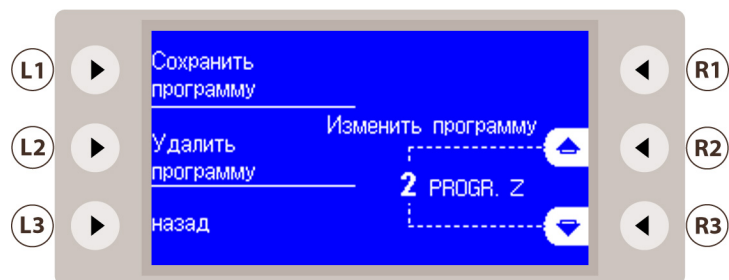 L1
Сохранить
программу
R1
L2
Удалить
программу
Изменить программу
R2
2 PROGR. Z
L3
назад
R3